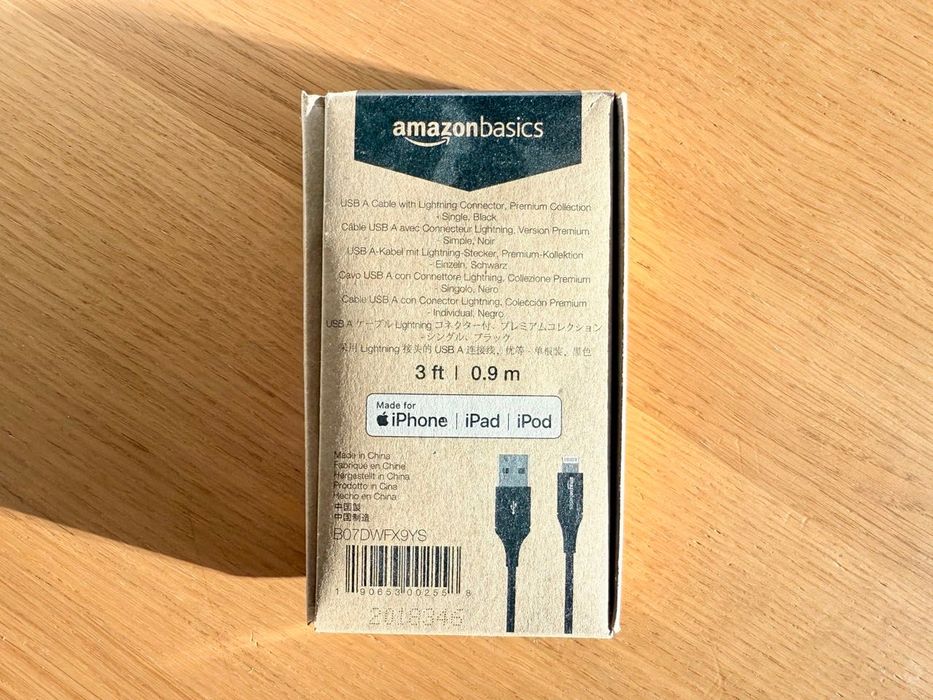 amazonbasics
USB A Cable with Lightning Connector, Premium Collection
- Single, Black
Câble USB A avec Connecteur Lightning, Version Premium
- Simple, Noir
USB A-Kabel mit Lightning-Stecker, Premium-Kollektion
- Einzeln, Schwarz
Cavo USB A con Connettore Lightning, Collezione Premium
- Singolo, Nero
Cable USB A con Conector Lightning, Colección Premium
- Individual, Negro
USB A ケーブル Lightning コネクター付、プレミアムコレクション
- シングル、ブラック
采用 Lightning 接头的 USB A 连接线，优等 - 单根装，黑色
3 ft | 0.9 m
Made for
iPhone | iPad | iPod
Made in China
Fabriqué en Chine
Hergestellt in China
Prodotto in Cina
Hecho en China
中国製
中国制造
B07DWFX9YS
1 90653 00255 8
2018346
amazonbasics